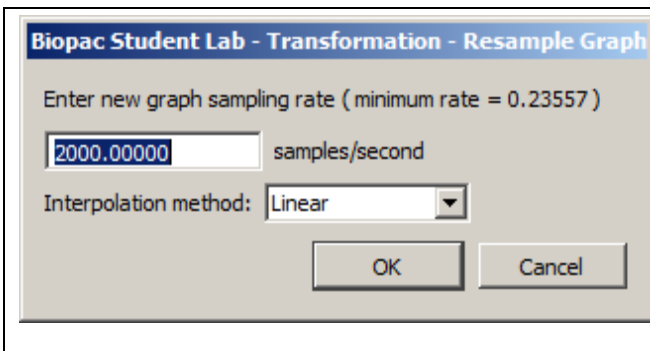 Biopac Student Lab - Transformation - Resample Graph
Enter new graph sampling rate ( minimum rate = 0.23557 )
2000.00000 samples/second
Interpolation method: Linear
OK Cancel